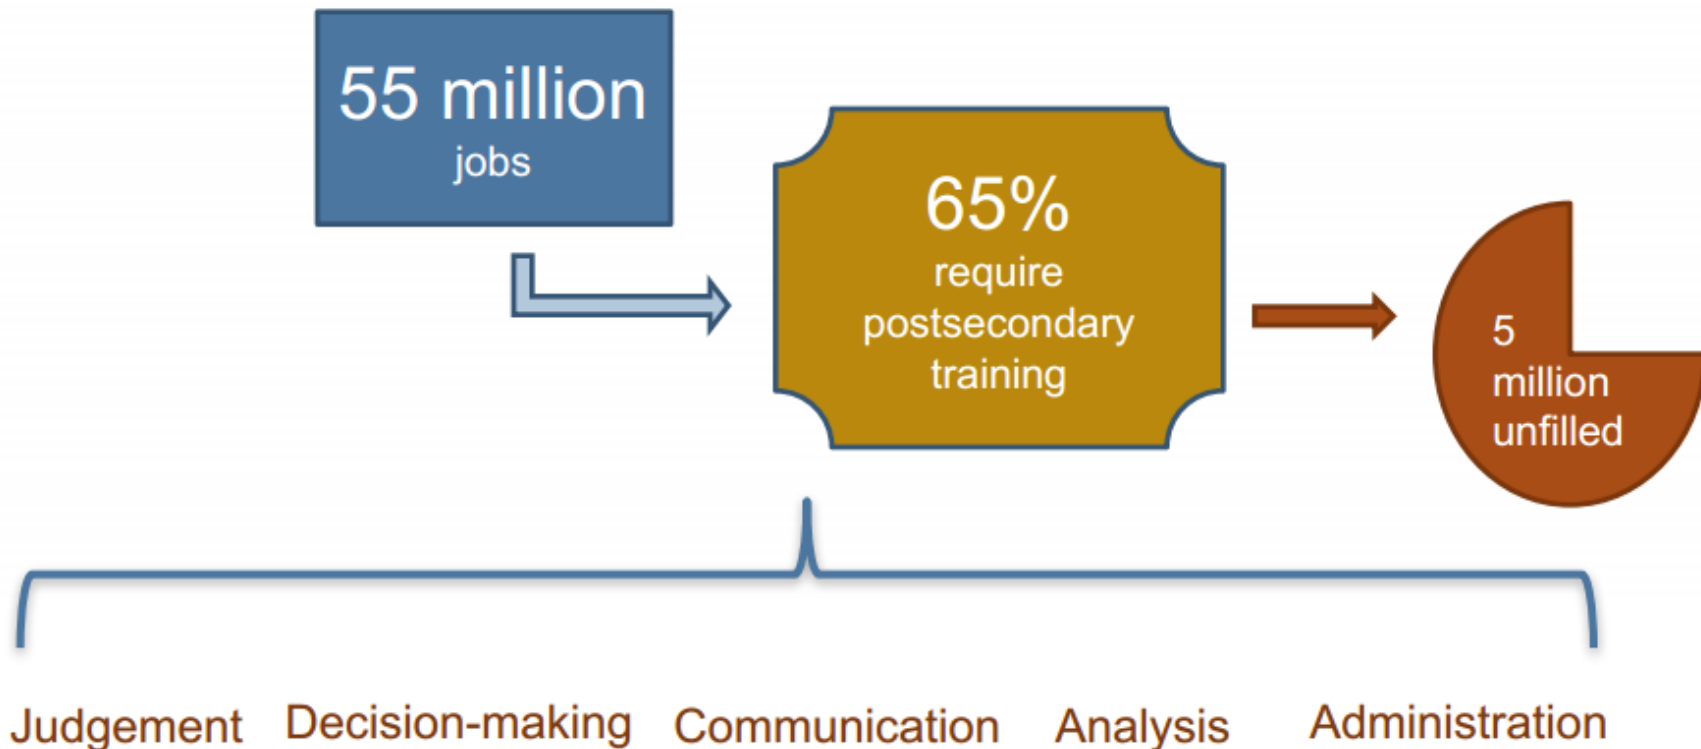 55 million
jobs
65%
require
postsecondary
training
5
million
unfilled
Judgement Decision-making Communication Analysis Administration